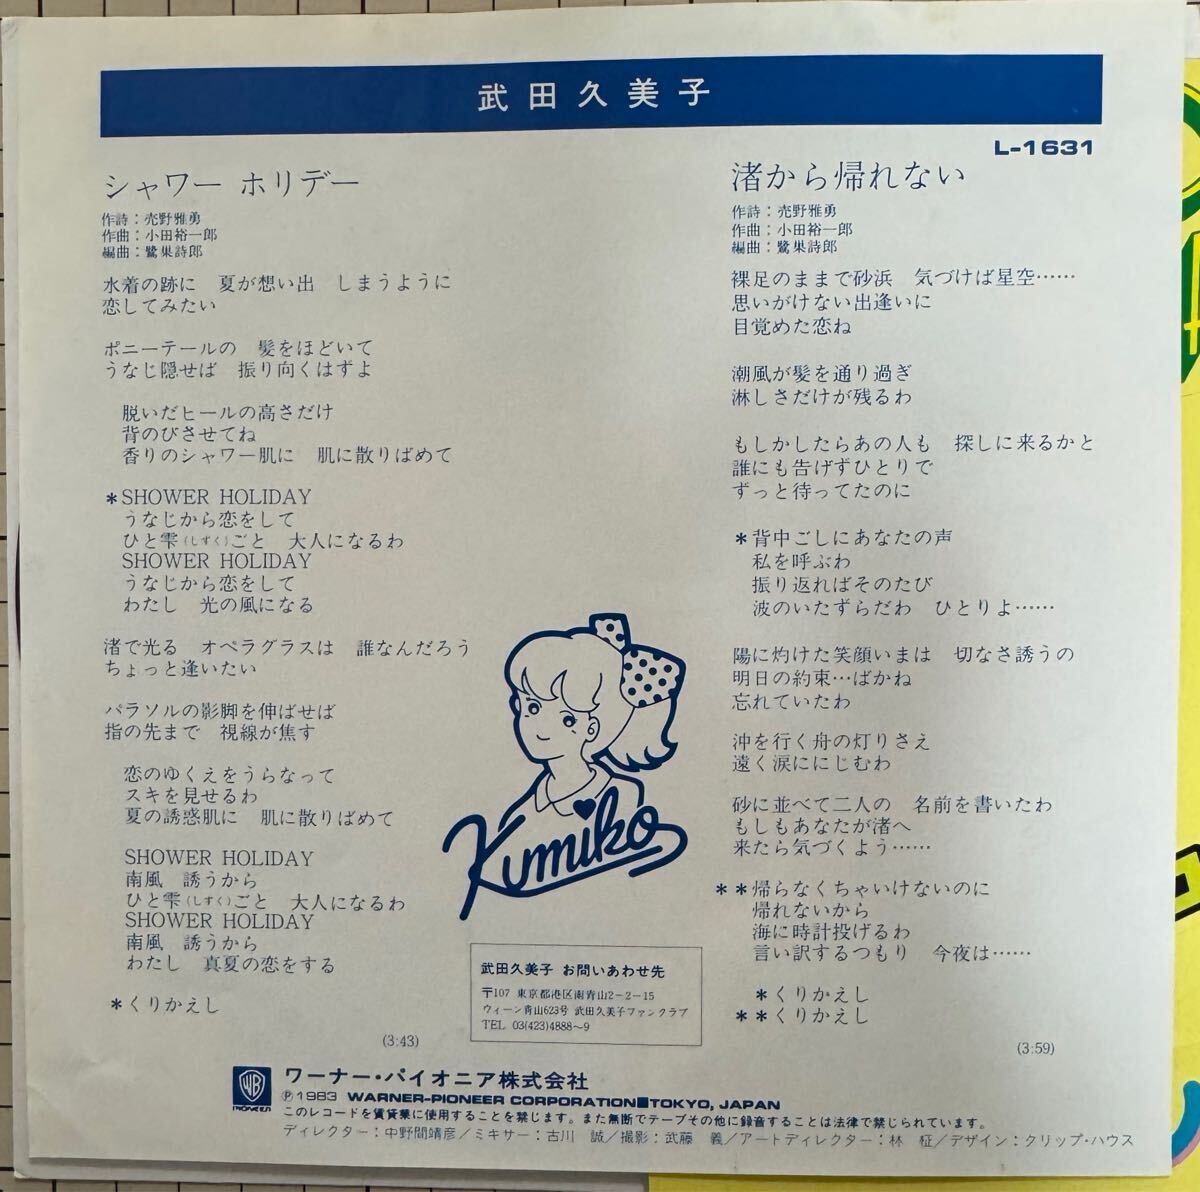 武田久美子
L-1631
シャワー ホリデー
作詩：売野雅勇
作曲：小田裕一郎
編曲：鷺巣詩郎
水着の跡に　夏が想い出　しまうように
恋してみたい
ポニーテールの　髪をほどいて
うなじ隠せば　振り向くはずよ
脱いだヒールの高さだけ
背のびさせてね
香りのシャワー肌に　肌に散りばめて
*SHOWER HOLIDAY
うなじから恋をして
ひと雫(しずく)ごと　大人になるわ
SHOWER HOLIDAY
うなじから恋をして
わたし　光の風になる
渚で光る　オペラグラスは　誰なんだろう
ちょっと逢いたい
パラソルの影脚を伸ばせば
指の先まで　視線が焦す
恋のゆくえをうらなって
スキを見せるわ
夏の誘惑肌に　肌に散りばめて
SHOWER HOLIDAY
南風　誘うから
ひと雫(しずく)ごと　大人になるわ
SHOWER HOLIDAY
南風　誘うから
わたし　真夏の恋をする
*くりかえし
(3:43)
渚から帰れない
作詩：売野雅勇
作曲：小田裕一郎
編曲：鷺巣詩郎
裸足のままで砂浜　気づけば星空……
思いがけない出逢いに
目覚めた恋ね
潮風が髪を通り過ぎ
淋しさだけが残るわ
もしかしたらあの人も　探しに来るかと
誰にも告げずひとりで
ずっと待ってたのに
*背中ごしにあなたの声
私を呼ぶわ
振り返ればそのたび
波のいたずらだわ　ひとりよ……
陽に灼けた笑顔いまは　切なさ誘うの
明日の約束…ばかね
忘れていたわ
沖を行く舟の灯りさえ
遠く涙ににじむわ
砂に並べて二人の　名前を書いたわ
もしもあなたが渚へ
来たら気づくよう……
**帰らなくちゃいけないのに
帰れないから
海に時計投げるわ
言い訳するつもり　今夜は……
*くりかえし
**くりかえし
(3:59)
Kumiko
武田久美子 お問いあわせ先
〒107 東京都港区南青山2-2-15
ウィーン青山623号 武田久美子ファンクラブ
TEL 03(423)4888〜9
WB
PIONEER
ワーナー・パイオニア株式会社
Ⓟ1983 WARNER-PIONEER CORPORATION■TOKYO, JAPAN
このレコードを賃貸業に使用することを禁じます。また無断でテープその他に録音することは法律で禁じられています。
ディレクター：中野間靖彦／ミキサー：古川　誠／撮影：武藤　義／アートディレクター：林　柾／デザイン：クリップ・ハウス